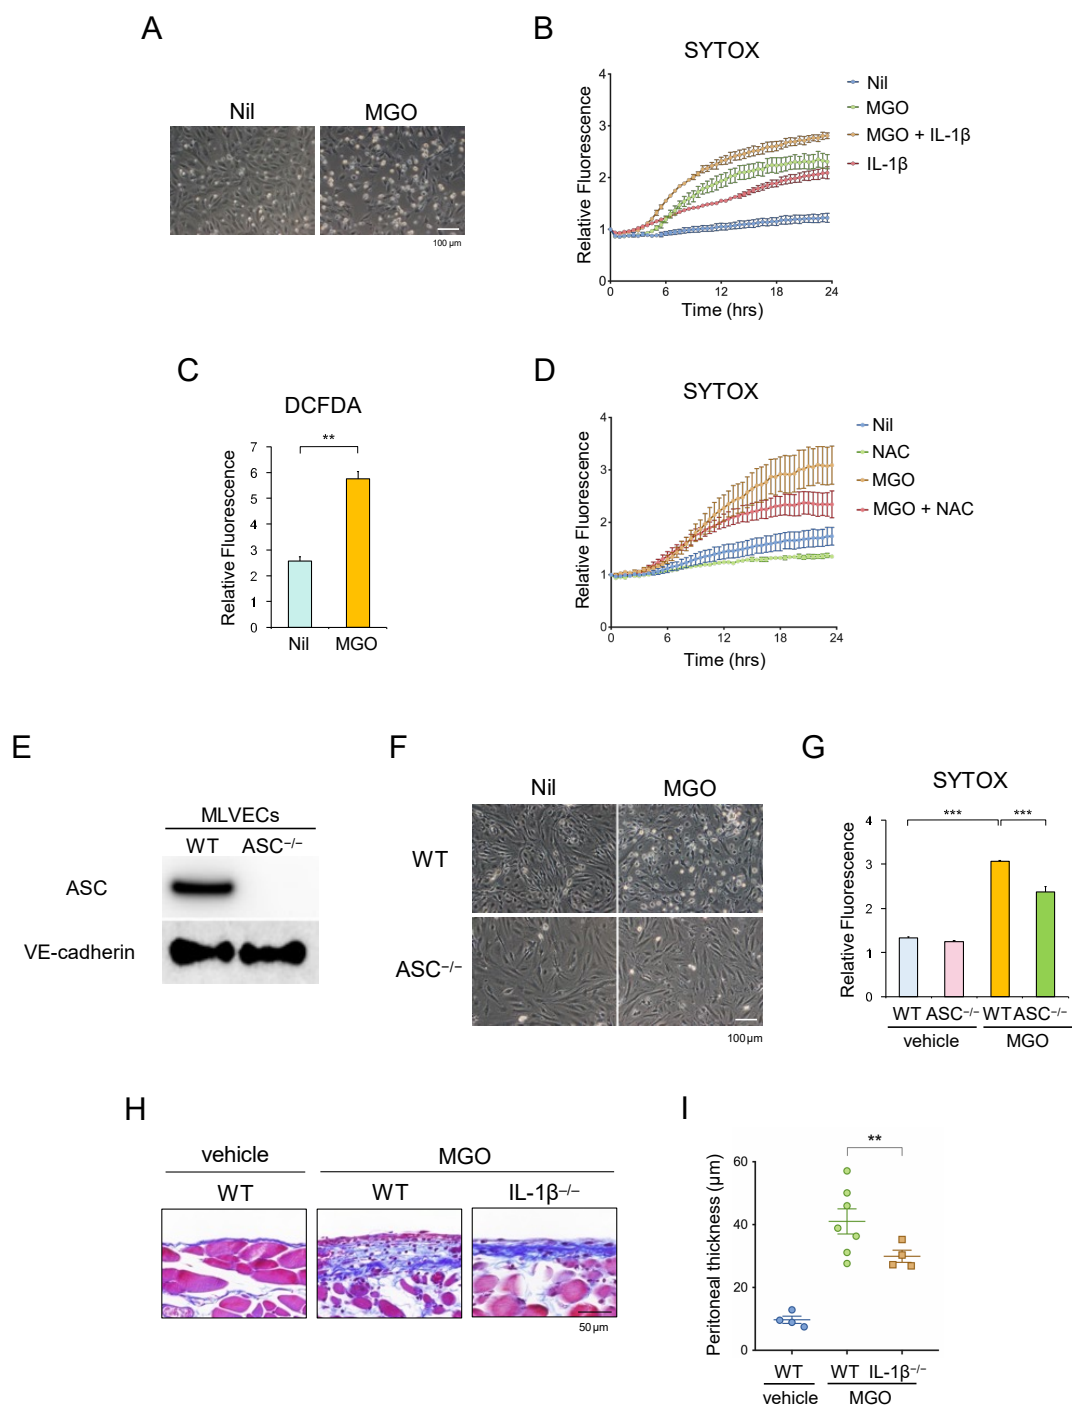 A
Nil MGO
100 µm
B
SYTOX
Relative Fluorescence
4
3
2
1
0
0 6 12 18 24
Time (hrs)
Nil
MGO
MGO + IL-1β
IL-1β
C
DCFDA
**
Relative Fluorescence
7
6
5
4
3
2
1
0
Nil MGO
D
SYTOX
Relative Fluorescence
4
3
2
1
0
0 6 12 18 24
Time (hrs)
Nil
NAC
MGO
MGO + NAC
E
MLVECs
WT ASC⁻/⁻
ASC
VE-cadherin
F
Nil MGO
WT
ASC⁻/⁻
100 µm
G
SYTOX
*** ***
Relative Fluorescence
4
3
2
1
0
WT ASC⁻/⁻ WT ASC⁻/⁻
vehicle MGO
H
vehicle MGO
WT WT IL-1β⁻/⁻
50 µm
I
**
Peritoneal thickness (µm)
60
40
20
0
WT WT IL-1β⁻/⁻
vehicle MGO